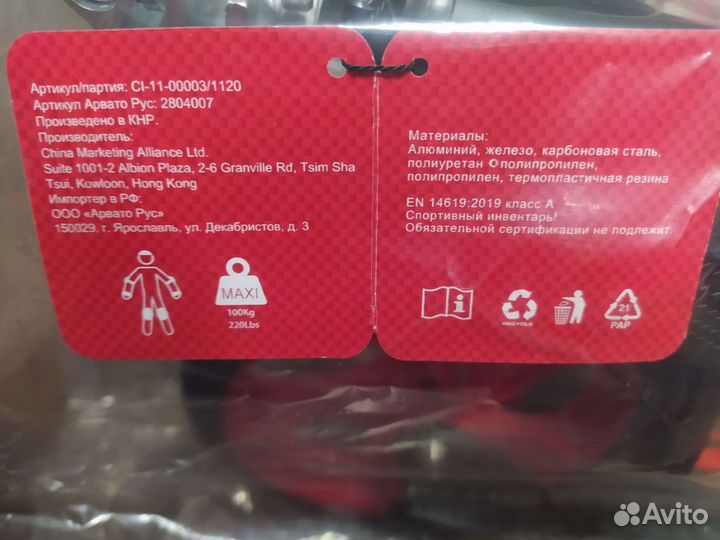 Артикул/партия: CI-11-00003/1120
Артикул Арвато Рус: 2804007
Произведено в КНР.
Производитель:
China Marketing Alliance Ltd.
Suite 1001-2 Albion Plaza, 2-6 Granville Rd, Tsim Sha
Tsui, Kowloon, Hong Kong
Импортер в РФ:
ООО «Арвато Рус»
150029, г. Ярославль, ул. Декабристов, д. 3
MAXI
100Kg
220Lbs
Материалы:
Алюминий, железо, карбоновая сталь,
полиуретан полипропилен,
полипропилен, термопластичная резина
EN 14619:2019 класс А
Спортивный инвентарь!
Обязательной сертификации не подлежит
i
RECYCLE
21
PAP
Avito